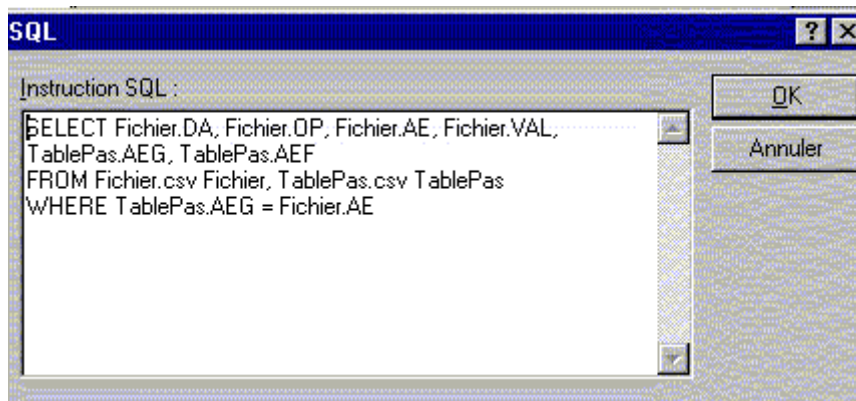 SQL
Instruction SQL :
SELECT Fichier.DA, Fichier.OP, Fichier.AE, Fichier.VAL,
TablePas.AEG, TablePas.AEF
FROM Fichier.csv Fichier, TablePas.csv TablePas
WHERE TablePas.AEG = Fichier.AE
OK
Annuler